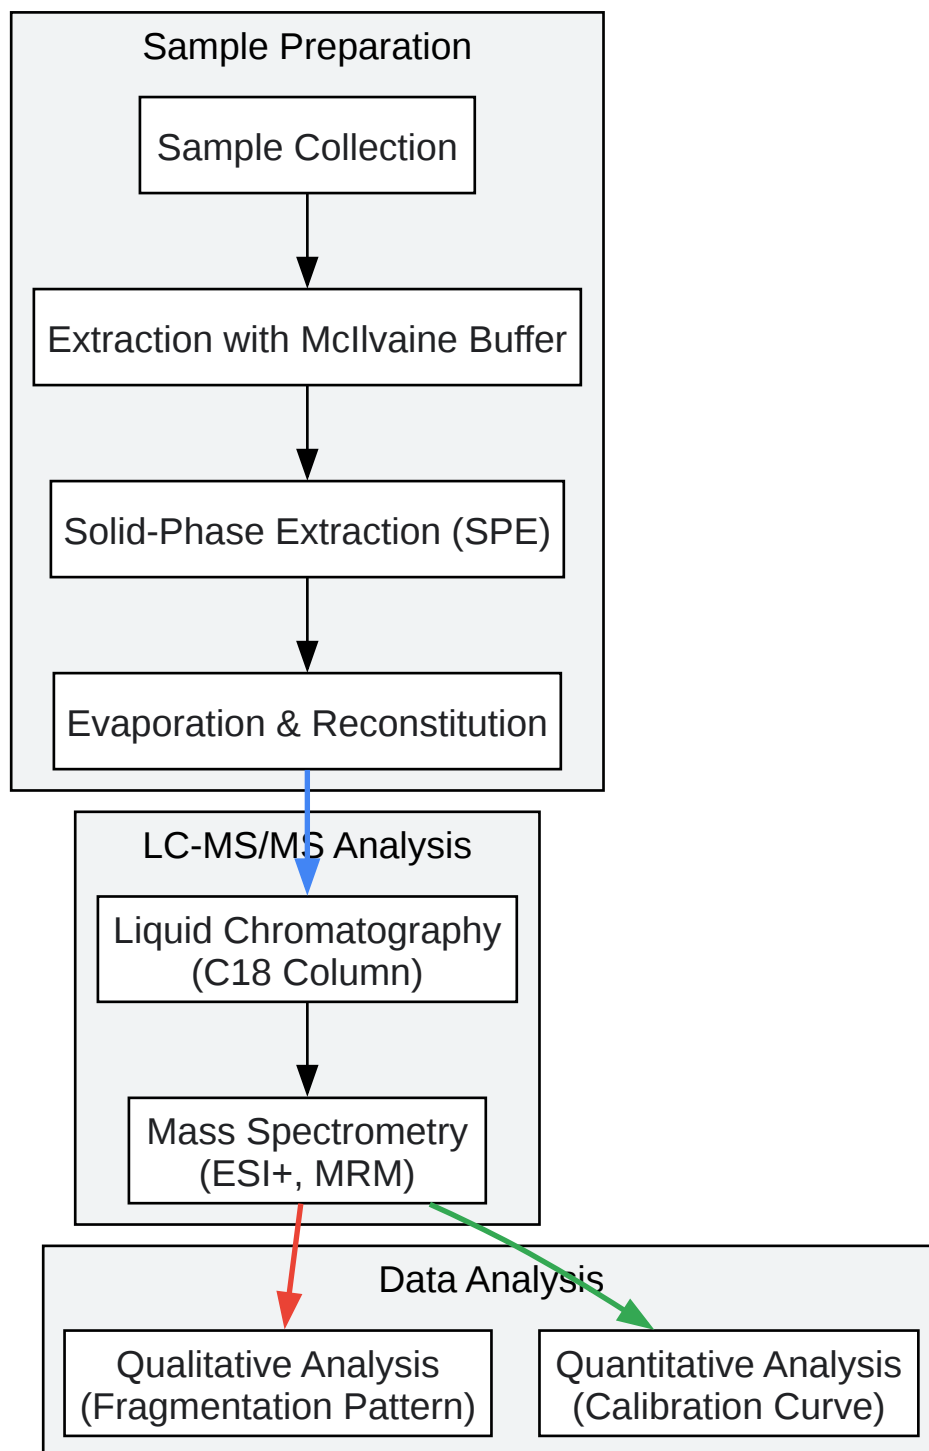 Sample Preparation
Sample Collection
Extraction with McIlvaine Buffer
Solid-Phase Extraction (SPE)
Evaporation & Reconstitution
LC-MS/MS Analysis
Liquid Chromatography
(C18 Column)
Mass Spectrometry
(ESI+, MRM)
Data Analysis
Qualitative Analysis
(Fragmentation Pattern)
Quantitative Analysis
(Calibration Curve)